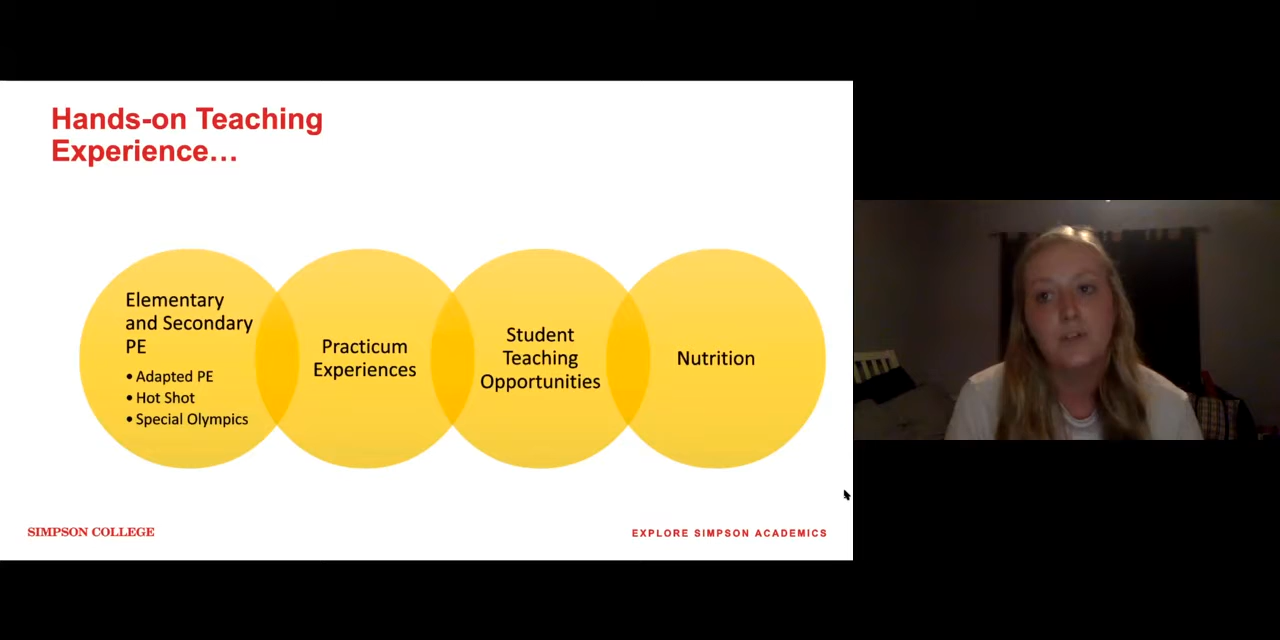 Hands-on Teaching
Experience…
Elementary
and Secondary
PE
• Adapted PE
• Hot Shot
• Special Olympics
Practicum
Experiences
Student
Teaching
Opportunities
Nutrition
SIMPSON COLLEGE
EXPLORE SIMPSON ACADEMICS